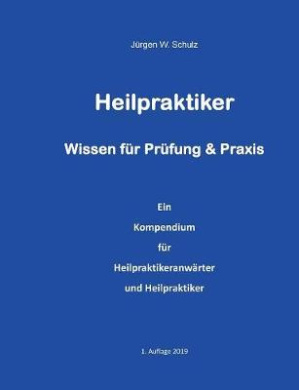 Jürgen W. Schulz
Heilpraktiker
Wissen für Prüfung & Praxis
Ein
Kompendium
für
Heilpraktikeranwärter
und Heilpraktiker
1. Auflage 2019